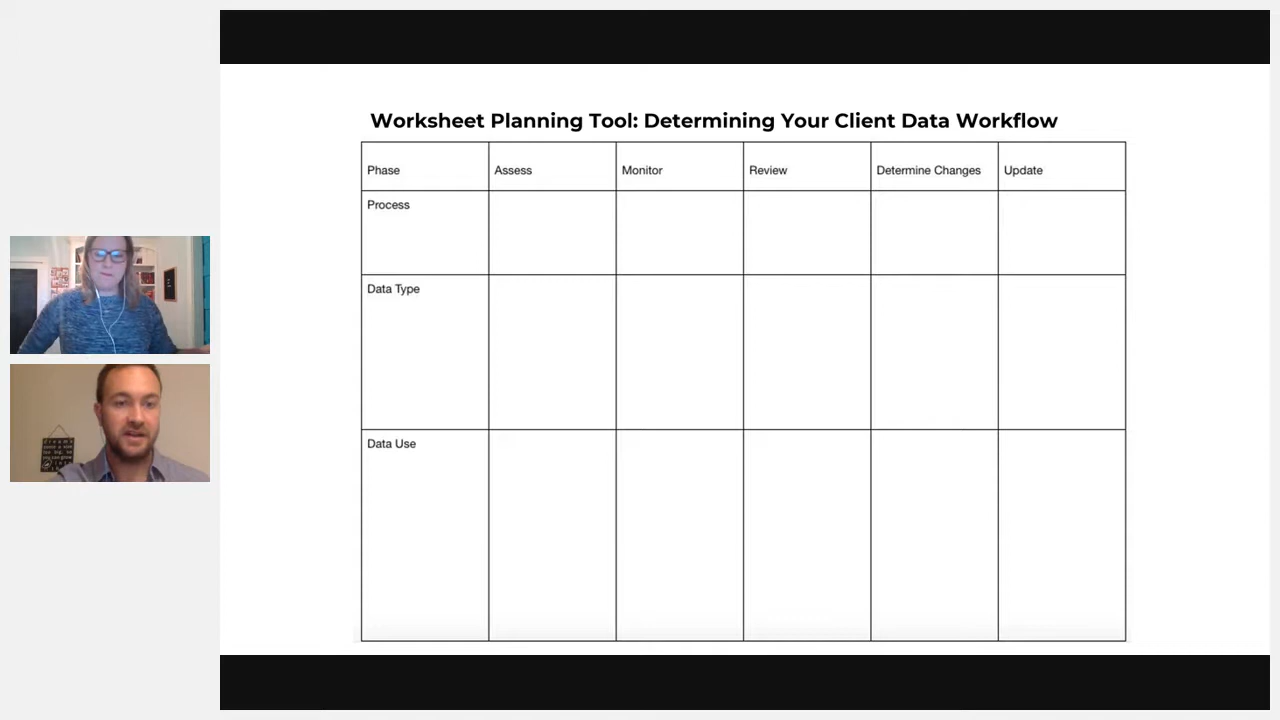 Worksheet Planning Tool: Determining Your Client Data Workflow
Phase Assess Monitor Review Determine Changes Update
Process
Data Type
Data Use